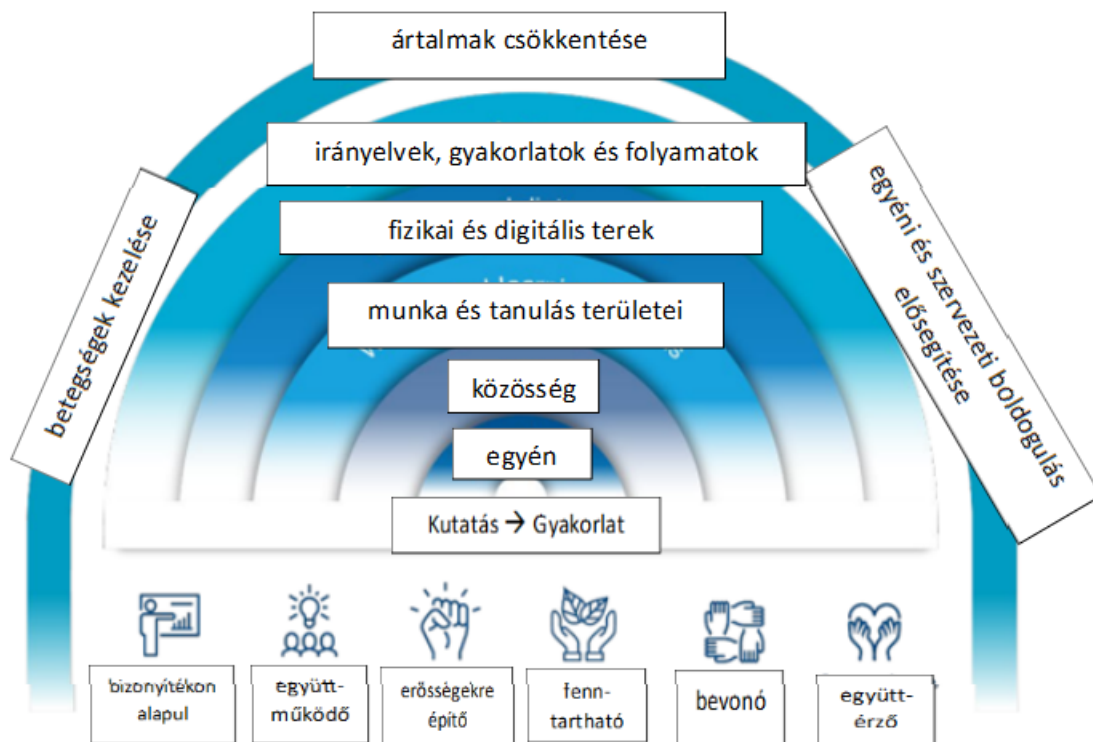 ártalmak csökkentése
irányelvek, gyakorlatok és folyamatok
fizikai és digitális terek
munka és tanulás területei
közösség
egyén
Kutatás → Gyakorlat
betegségek kezelése
egyéni és szervezeti boldogulás
elősegítése
bizonyítékon
alapul
együtt-
működő
erősségekre
építő
fenn-
tartható
bevonó
együtt-
érző